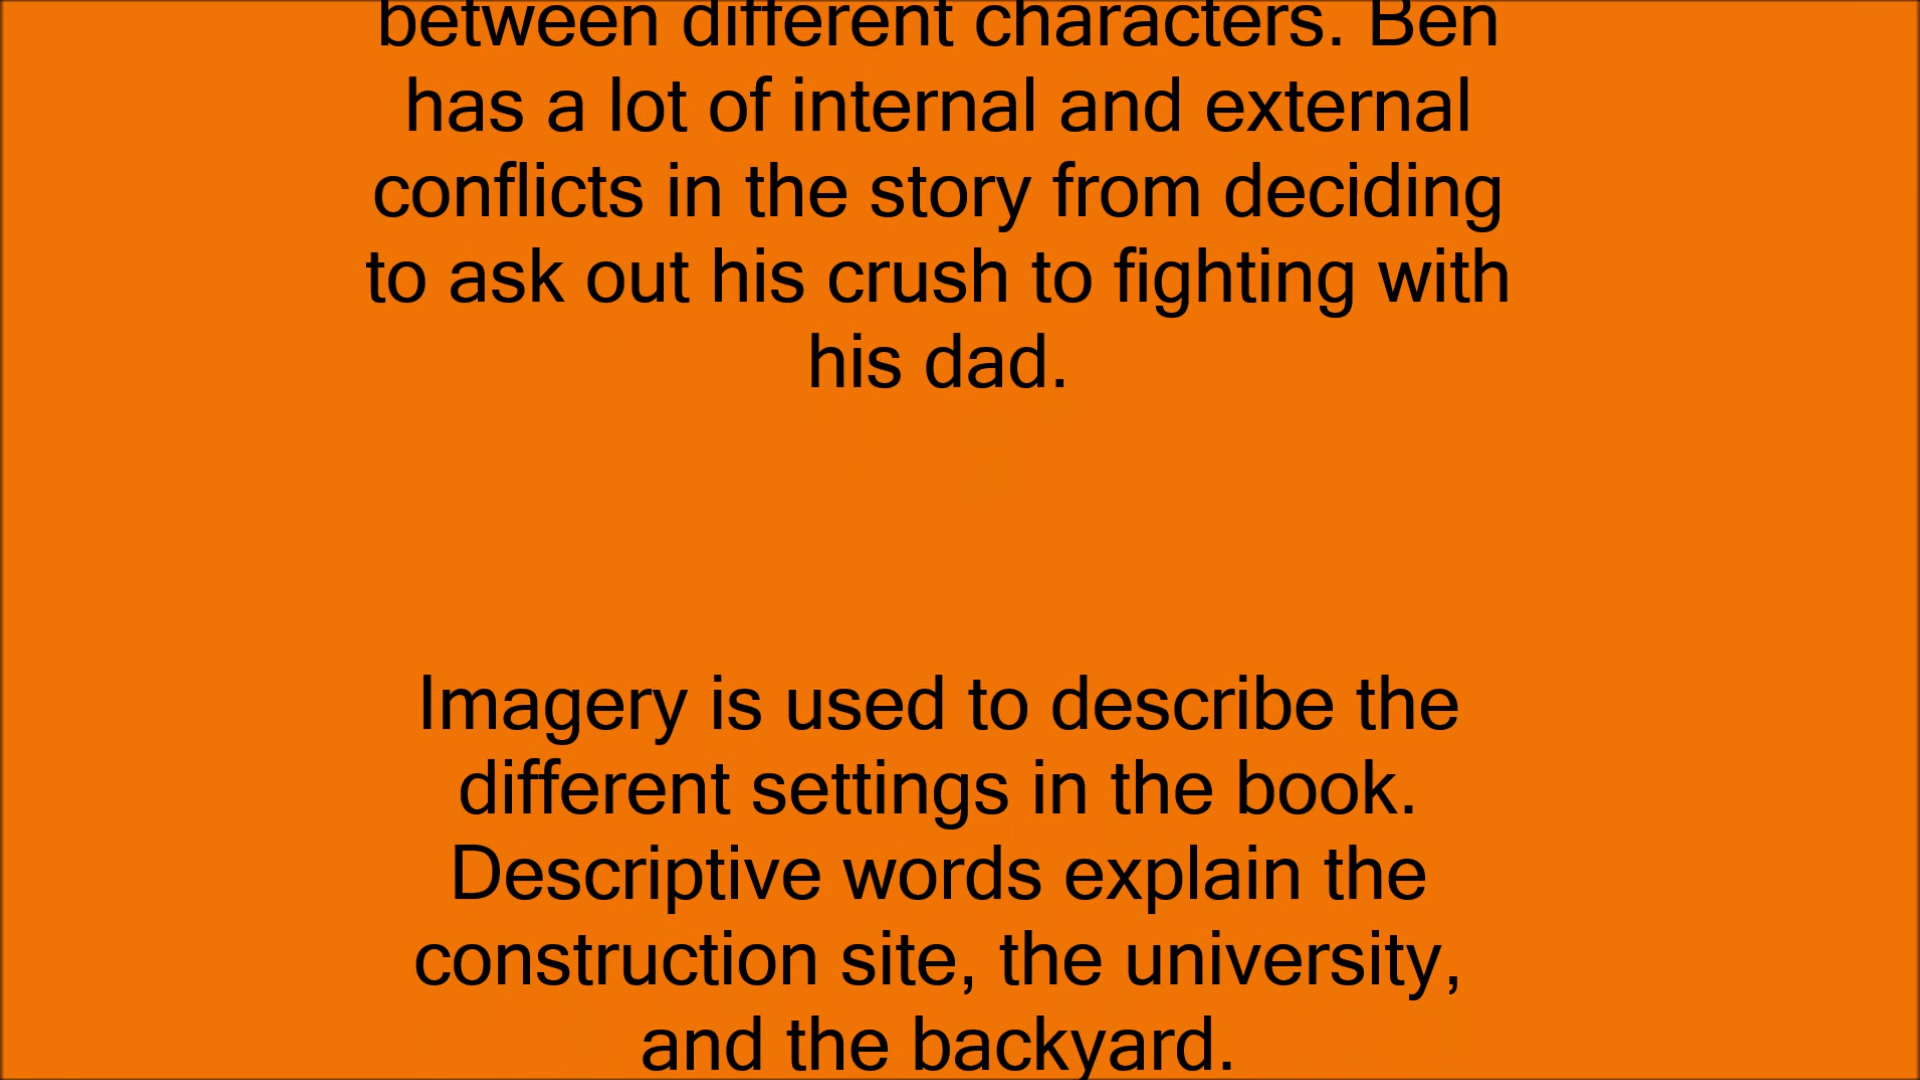 between different characters. Ben
has a lot of internal and external
conflicts in the story from deciding
to ask out his crush to fighting with
his dad.
Imagery is used to describe the
different settings in the book.
Descriptive words explain the
construction site, the university,
and the backyard.